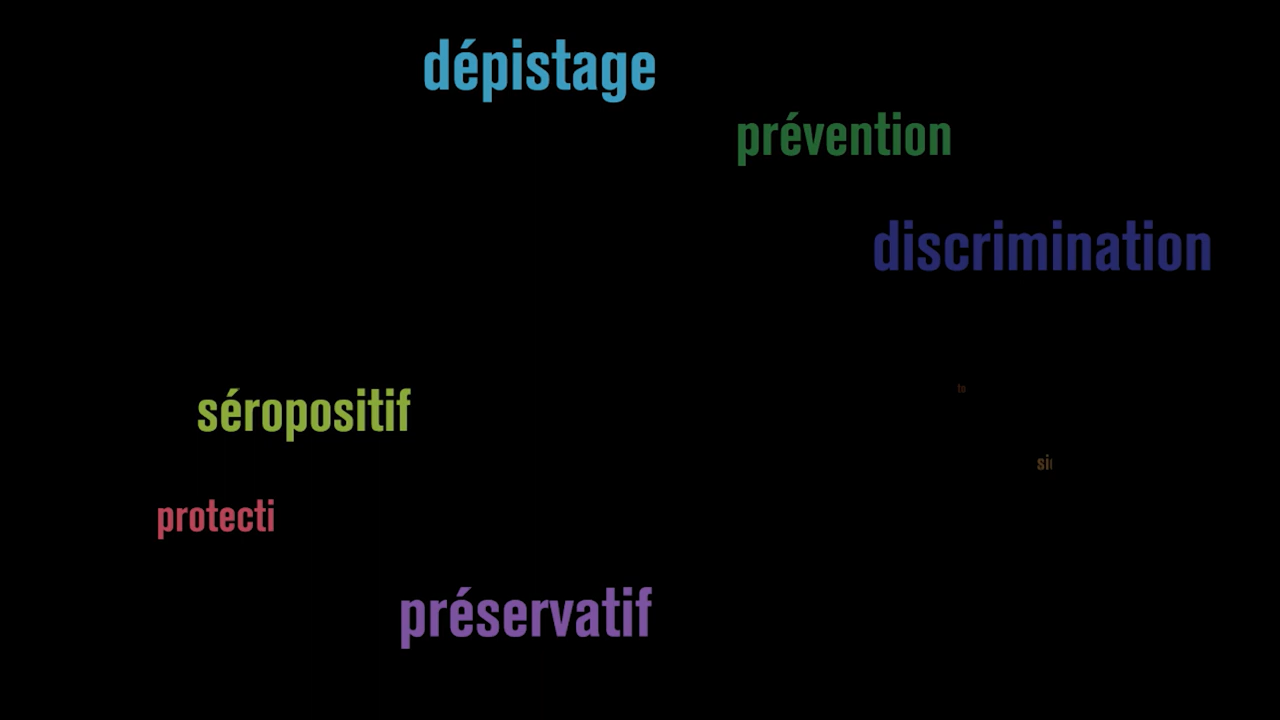 dépistage
prévention
discrimination
séropositif
protecti
préservatif